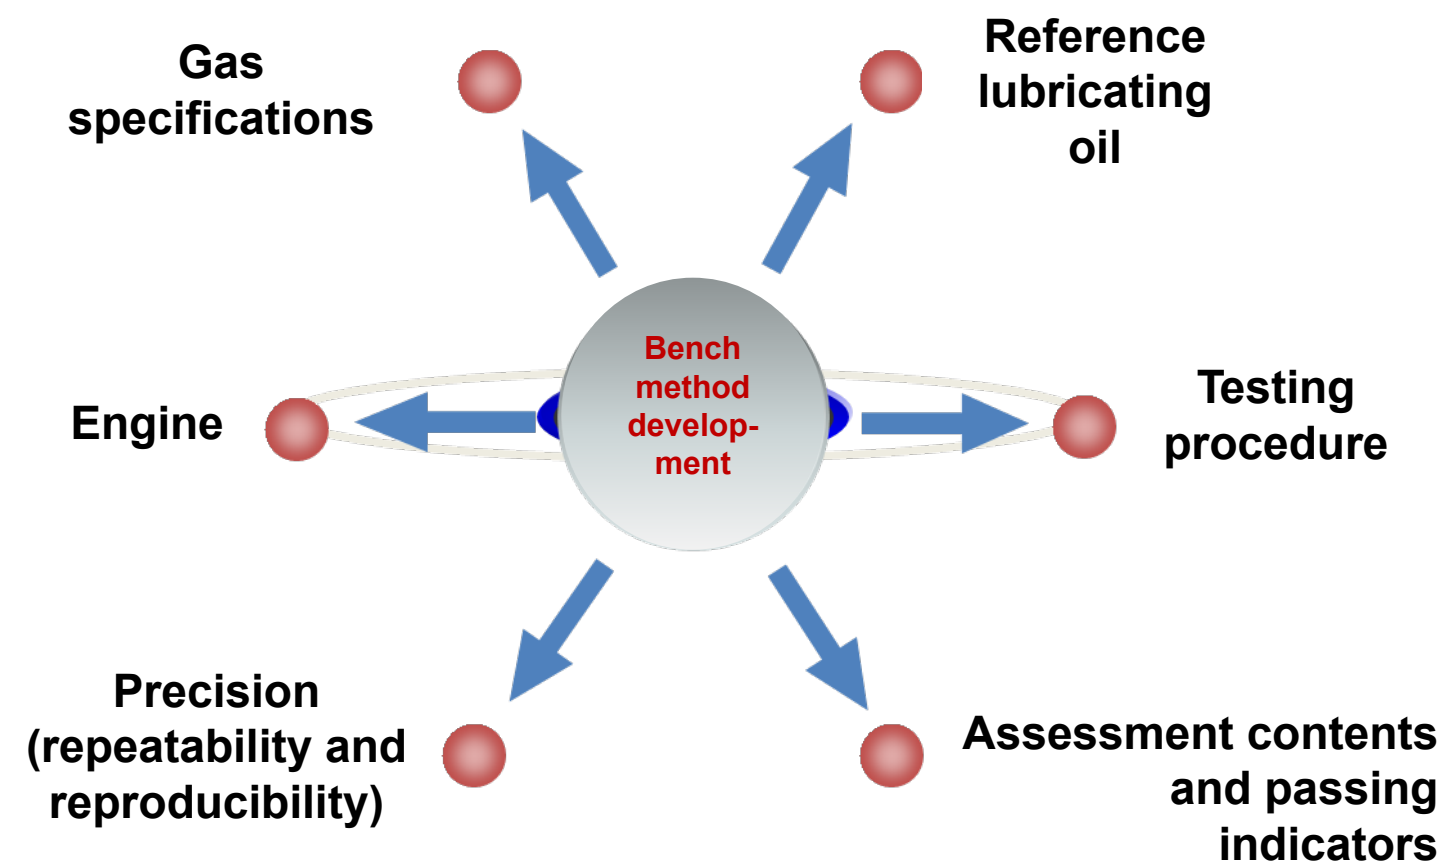 Gas
specifications
Reference
lubricating
oil
Bench
method
develop-
ment
Engine
Testing
procedure
Precision
(repeatability and
reproducibility)
Assessment contents
and passing
indicators